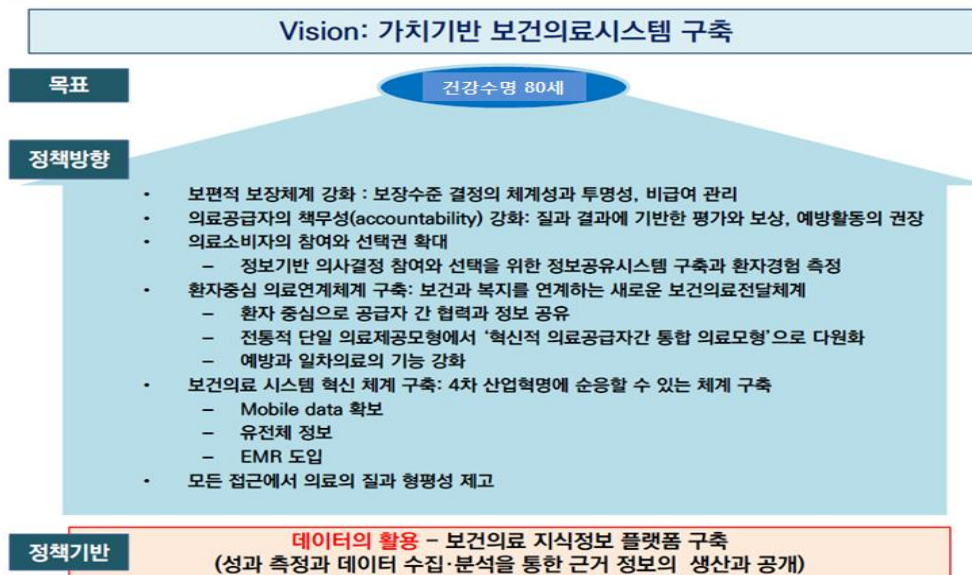 Vision: 가치기반 보건의료시스템 구축
목표
건강수명 80세
정책방향
• 보편적 보장체계 강화 : 보장수준 결정의 체계성과 투명성, 비급여 관리
• 의료공급자의 책무성(accountability) 강화: 질과 결과에 기반한 평가와 보상, 예방활동의 권장
• 의료소비자의 참여와 선택권 확대
– 정보기반 의사결정 참여와 선택을 위한 정보공유시스템 구축과 환자경험 측정
• 환자중심 의료연계체계 구축: 보건과 복지를 연계하는 새로운 보건의료전달체계
– 환자 중심으로 공급자 간 협력과 정보 공유
– 전통적 단일 의료제공모형에서 ‘혁신적 의료공급자간 통합 의료모형’으로 다원화
– 예방과 일차의료의 기능 강화
• 보건의료 시스템 혁신 체계 구축: 4차 산업혁명에 순응할 수 있는 체계 구축
– Mobile data 확보
– 유전체 정보
– EMR 도입
• 모든 접근에서 의료의 질과 형평성 제고
정책기반
데이터의 활용 – 보건의료 지식정보 플랫폼 구축
(성과 측정과 데이터 수집·분석을 통한 근거 정보의 생산과 공개)